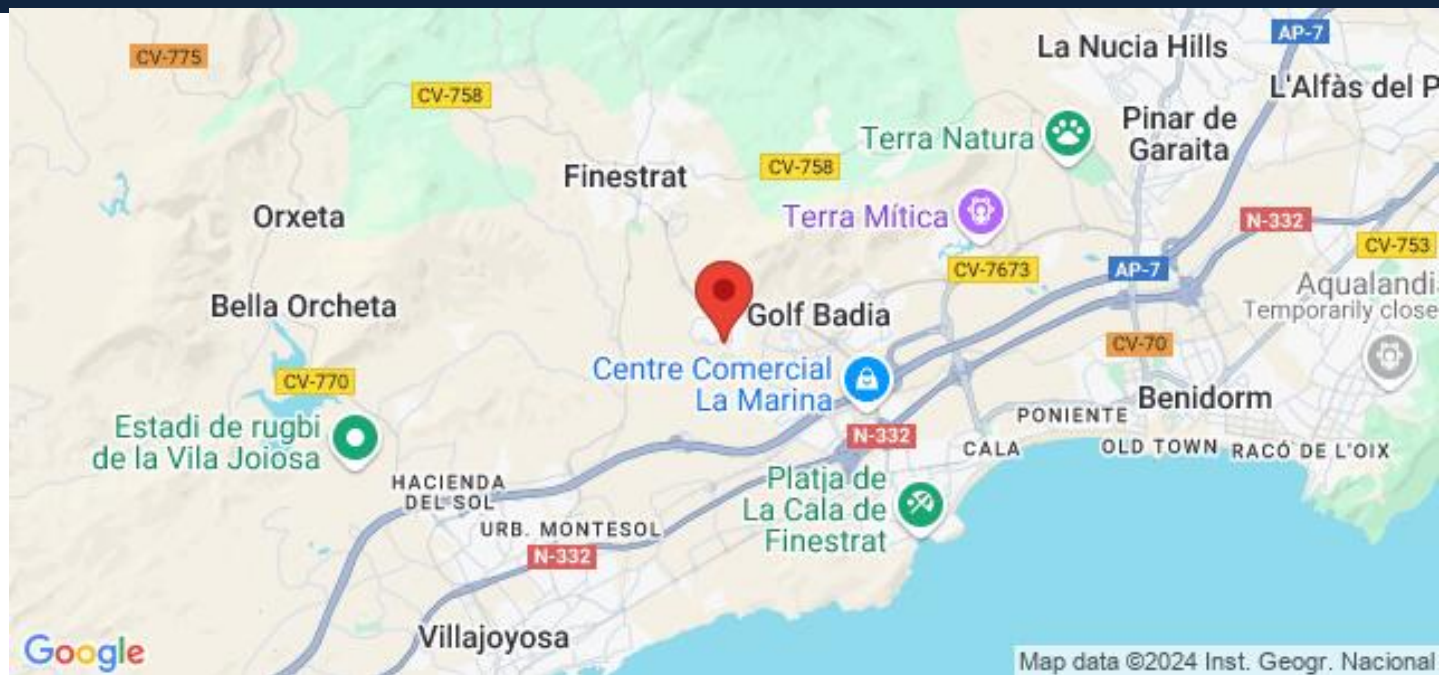 La Nucia Hills
AP-7
CV-775
L'Alfàs del P
CV-758
Terra Natura
Pinar de
Garaita
Finestrat
CV-758
Orxeta
Terra Mítica
N-332
CV-753
CV-7673
AP-7
Aqualandi
Temporarily close
Bella Orcheta
Golf Badia
Centre Comercial
La Marina
CV-70
CV-770
Benidorm
PONIENTE
Estadi de rugbi
de la Vila Joiosa
N-332
CALA
OLD TOWN
RACÓ DE L'OIX
HACIENDA
DEL SOL
Platja de
La Cala de
Finestrat
URB. MONTESOL
N-332
Villajoyosa
Google
Map data ©2024 Inst. Geogr. Nacional